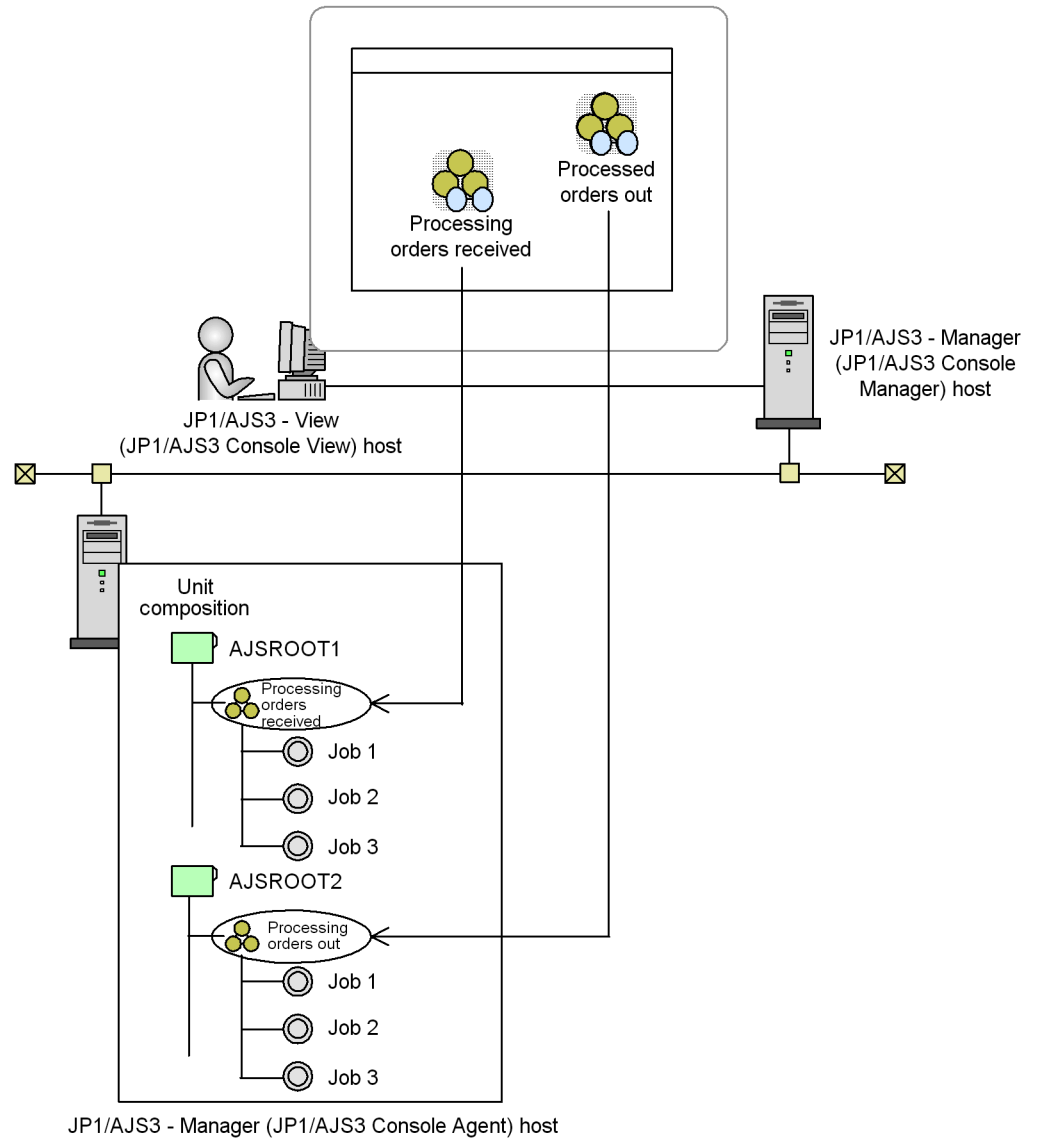 Processed
orders out
Processing
orders received
JP1/AJS3 - Manager
(JP1/AJS3 Console
Manager) host
JP1/AJS3 - View
(JP1/AJS3 Console View) host
Unit
composition
AJSROOT1
Processing
orders
received
Job 1
Job 2
Job 3
AJSROOT2
Processing
orders out
Job 1
Job 2
Job 3
JP1/AJS3 - Manager (JP1/AJS3 Console Agent) host